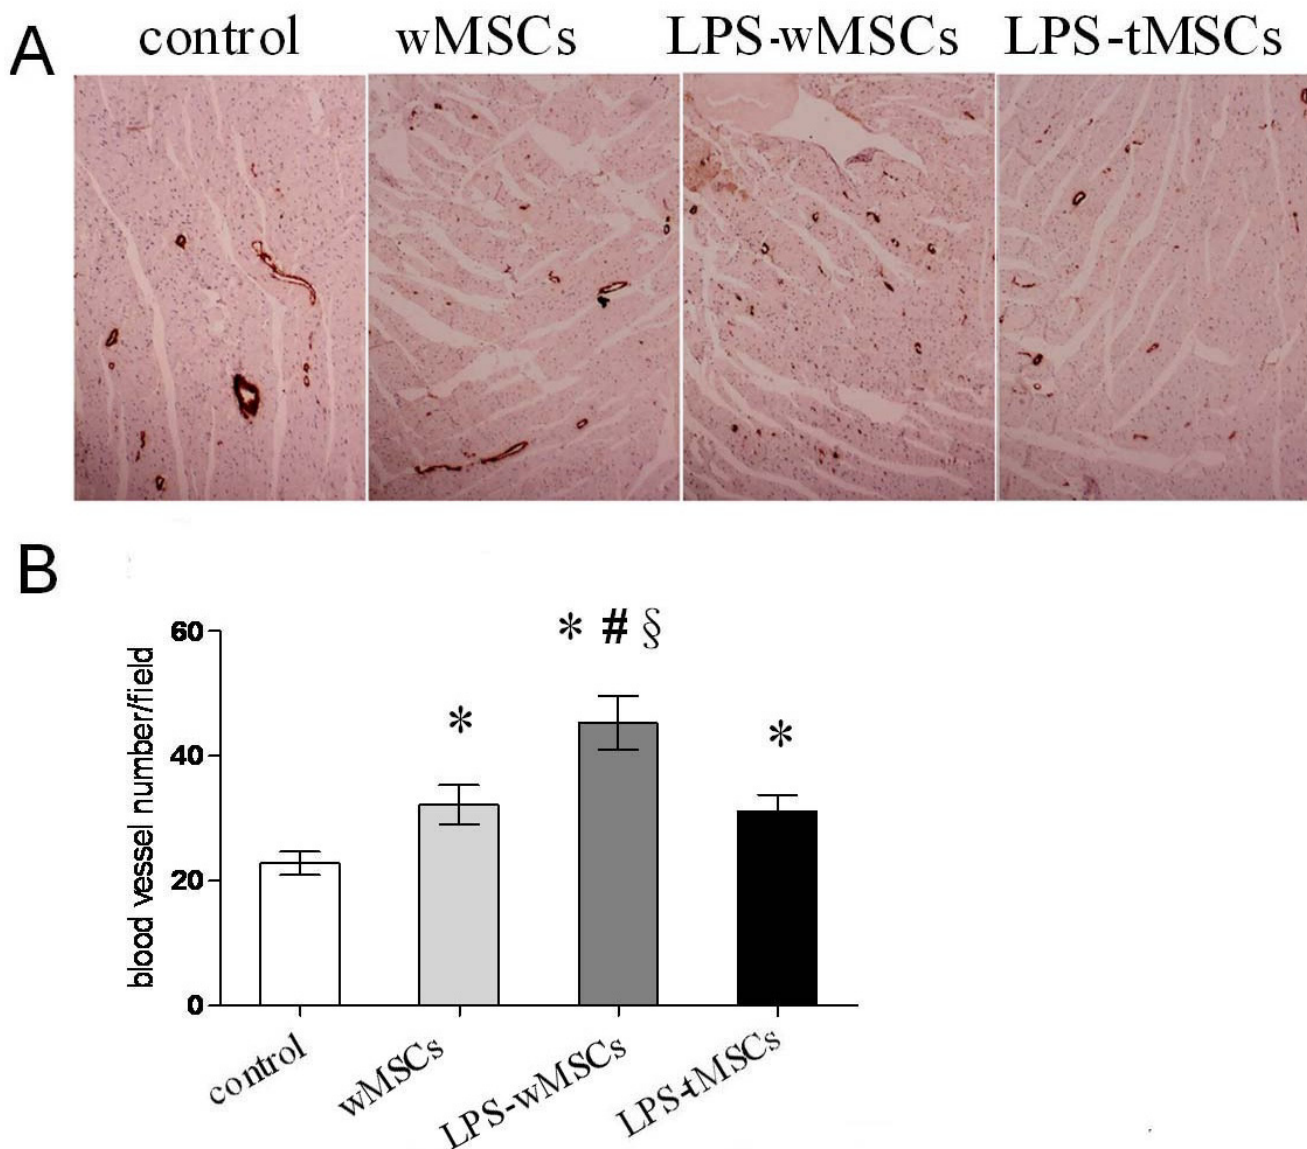 A control wMSCs LPS-wMSCs LPS-tMSCs
B
* # §
* *
60
40
20
0
blood vessel number/field
control wMSCs LPS-wMSCs LPS-tMSCs